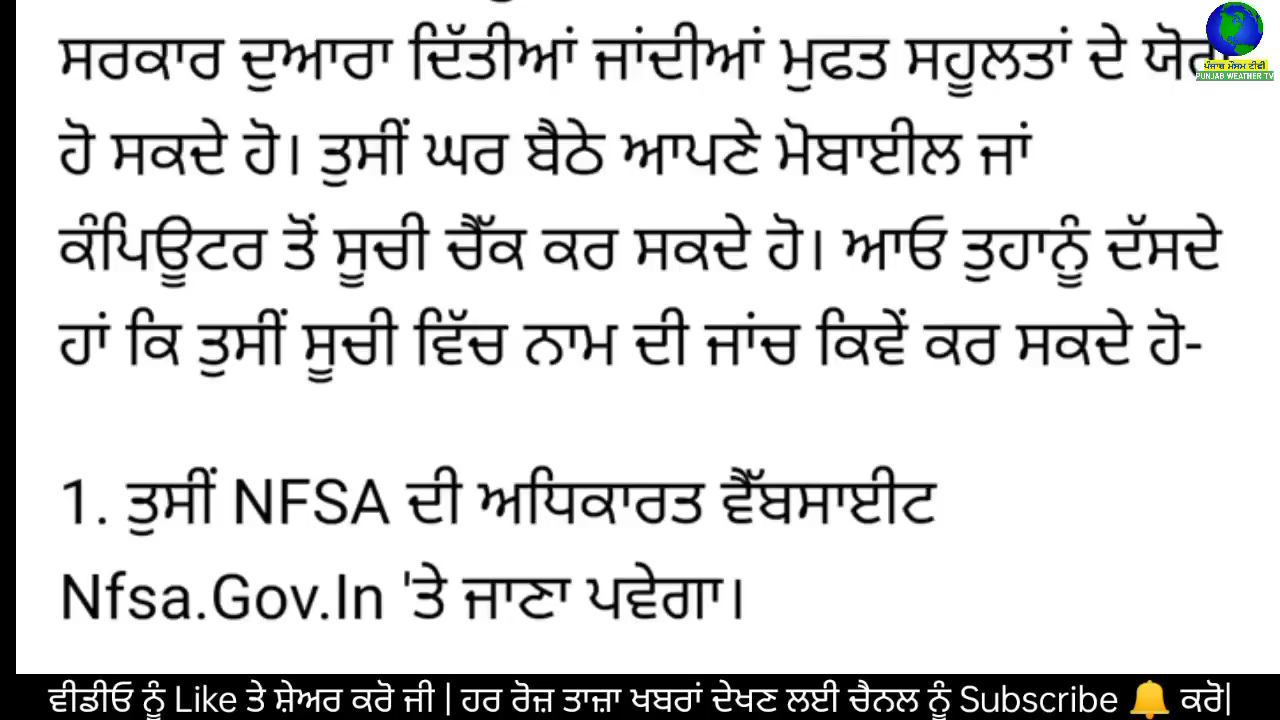 ਸਰਕਾਰ ਦੁਆਰਾ ਦਿੱਤੀਆਂ ਜਾਂਦੀਆਂ ਮੁਫਤ ਸਹੂਲਤਾਂ ਦੇ
ਪੰਜਾਬ ਮੌਸਮ ਟੀਵੀ
PUNJAB WEATHER TV
ਹੋ ਸਕਦੇ ਹੋ। ਤੁਸੀਂ ਘਰ ਬੈਠੇ ਆਪਣੇ ਮੋਬਾਈਲ ਜਾਂ
ਕੰਪਿਊਟਰ ਤੋਂ ਸੂਚੀ ਚੈੱਕ ਕਰ ਸਕਦੇ ਹੋ। ਆਓ ਤੁਹਾਨੂੰ ਦੱਸਦੇ
ਹਾਂ ਕਿ ਤੁਸੀਂ ਸੂਚੀ ਵਿੱਚ ਨਾਮ ਦੀ ਜਾਂਚ ਕਿਵੇਂ ਕਰ ਸਕਦੇ ਹੋ-
1. ਤੁਸੀਂ NFSA ਦੀ ਅਧਿਕਾਰਤ ਵੈੱਬਸਾਈਟ
Nfsa.Gov.In 'ਤੇ ਜਾਣਾ ਪਵੇਗਾ।
ਵੀਡੀਓ ਨੂੰ Like ਤੇ ਸ਼ੇਅਰ ਕਰੋ ਜੀ | ਹਰ ਰੋਜ਼ ਤਾਜ਼ਾ ਖਬਰਾਂ ਦੇਖਣ ਲਈ ਚੈਨਲ ਨੂੰ Subscribe 🔔 ਕਰੋ|